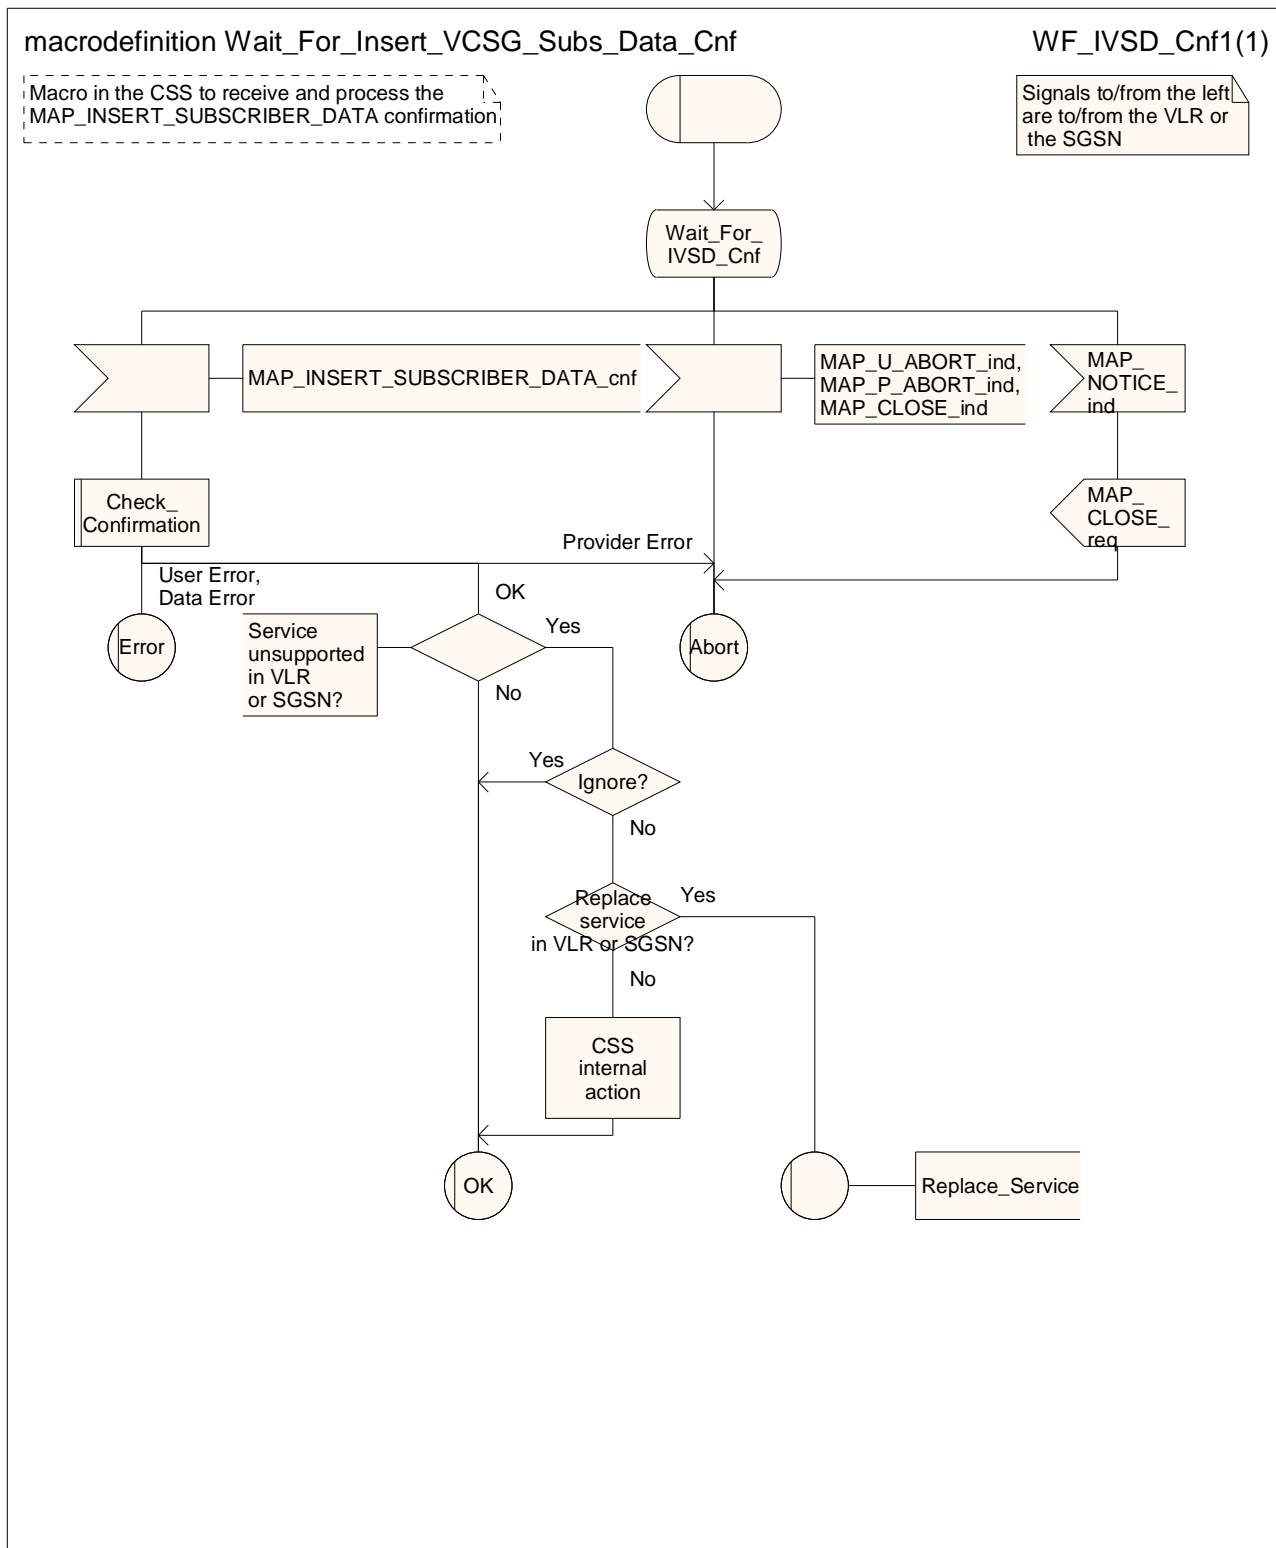 macrodefinition Wait_For_Insert_VCSG_Subs_Data_Cnf
WF_IVSD_Cnf1(1)
Macro in the CSS to receive and process the
MAP_INSERT_SUBSCRIBER_DATA confirmation
Signals to/from the left
are to/from the VLR or
the SGSN
Wait_For_
IVSD_Cnf
MAP_INSERT_SUBSCRIBER_DATA_cnf
MAP_U_ABORT_ind,
MAP_P_ABORT_ind,
MAP_CLOSE_ind
MAP_
NOTICE_
ind
Check_
Confirmation
MAP_
CLOSE_
req
Provider Error
User Error,
Data Error
OK
Error
Service
unsupported
in VLR
or SGSN?
Yes
Abort
No
Yes
Ignore?
No
Replace
service
in VLR or SGSN?
Yes
No
CSS
internal
action
OK
Replace_Service